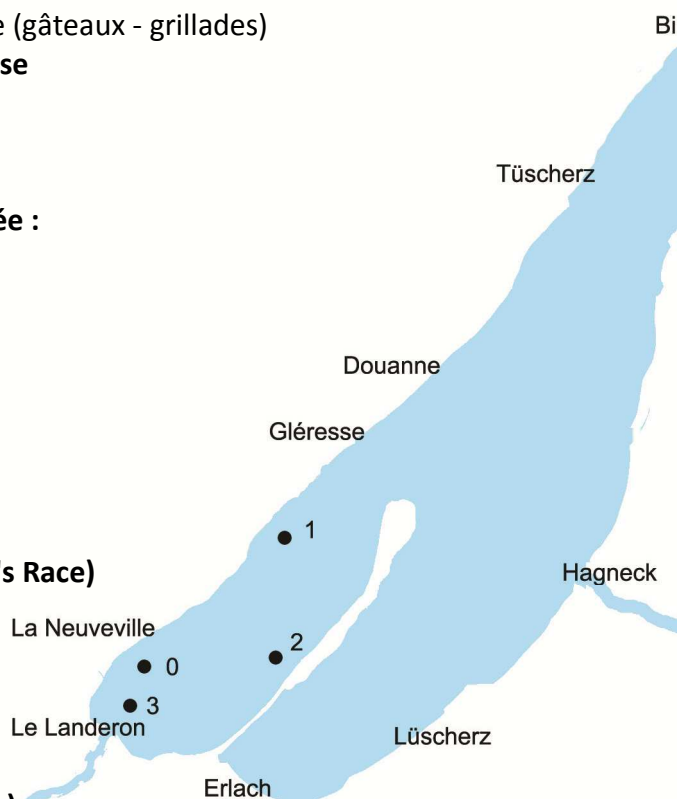 e (gâteaux - grillades)
Bi
se
Tüscherz
ée :
Douanne
Gléresse
1
's Race)
Hagneck
La Neuveville
2
0
3
Le Landeron
Lüscherz
Erlach